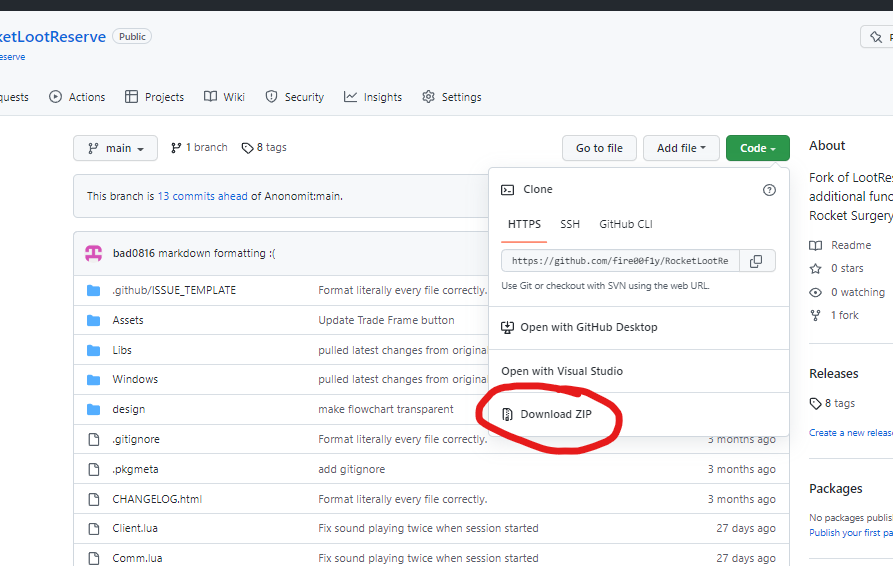 ketLootReserve Public
eserve
quests Actions Projects Wiki Security Insights Settings
main 1 branch 8 tags Go to file Add file Code
This branch is 13 commits ahead of Anonomit:main.
bad0816 markdown formatting :(
.github/ISSUE_TEMPLATE Format literally every file correctly.
Assets Update Trade Frame button
Libs pulled latest changes from original
Windows pulled latest changes from original
design make flowchart transparent
.gitignore Format literally every file correctly. 3 months ago
.pkgmeta add gitignore 3 months ago
CHANGELOG.html Format literally every file correctly. 3 months ago
Client.lua Fix sound playing twice when session started 27 days ago
Comm.lua Fix sound playing twice when session started 27 days ago
Clone
HTTPS SSH GitHub CLI
https://github.com/fire00f1y/RocketLootRe
Use Git or checkout with SVN using the web URL.
Open with GitHub Desktop
Open with Visual Studio
Download ZIP
About
Fork of LootRes
additional func
Rocket Surgery
Readme
0 stars
0 watching
1 fork
Releases
8 tags
Create a new release
Packages
No packages publis
Publish your first pa